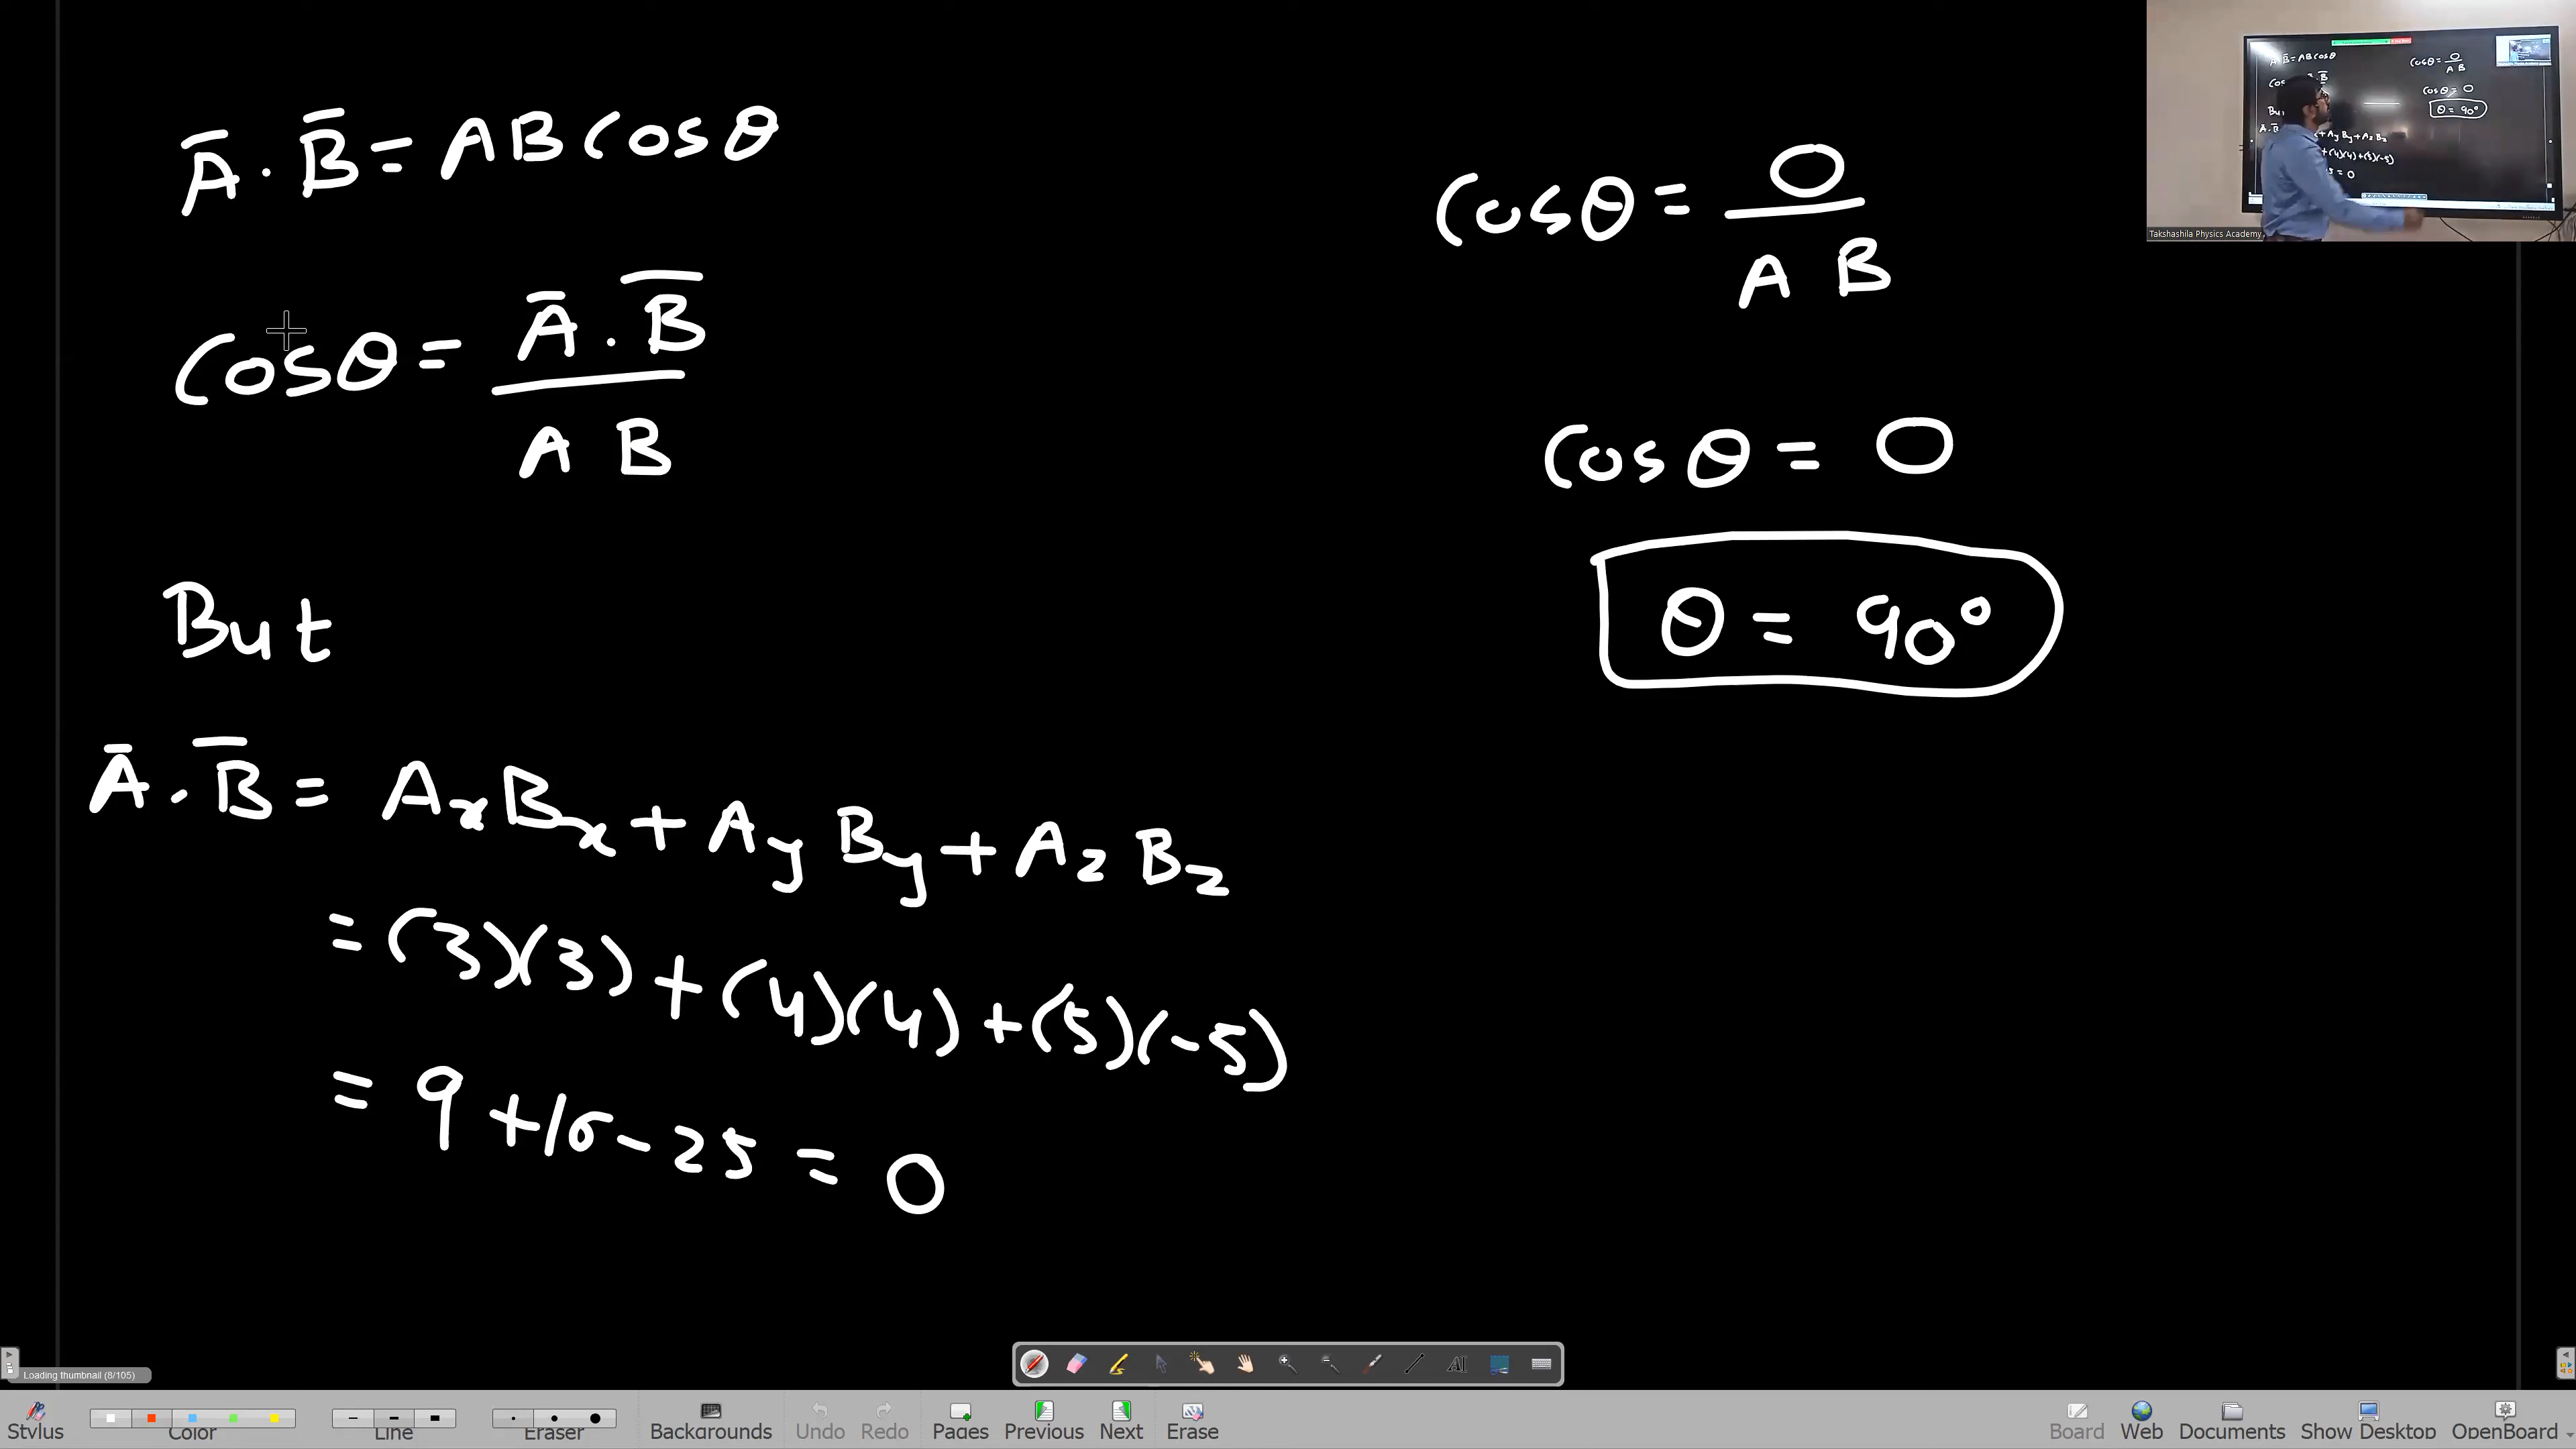 A̅ . B̅ = AB Cos θ
Cos θ = A̅ . B̅ / A B
But
A̅ . B̅ = AxBx + AyBy + AzBz
= (3)(3) + (4)(4) + (5)(-5)
= 9 + 16 - 25 = 0
Cos θ = 0 / A B
Cos θ = 0
θ = 90°
Takshashila Physics Academy
Loading thumbnail (8/105)
Stylus Color Line Eraser Backgrounds Undo Redo Pages Previous Next Erase Board Web Documents Show Desktop OpenBoard